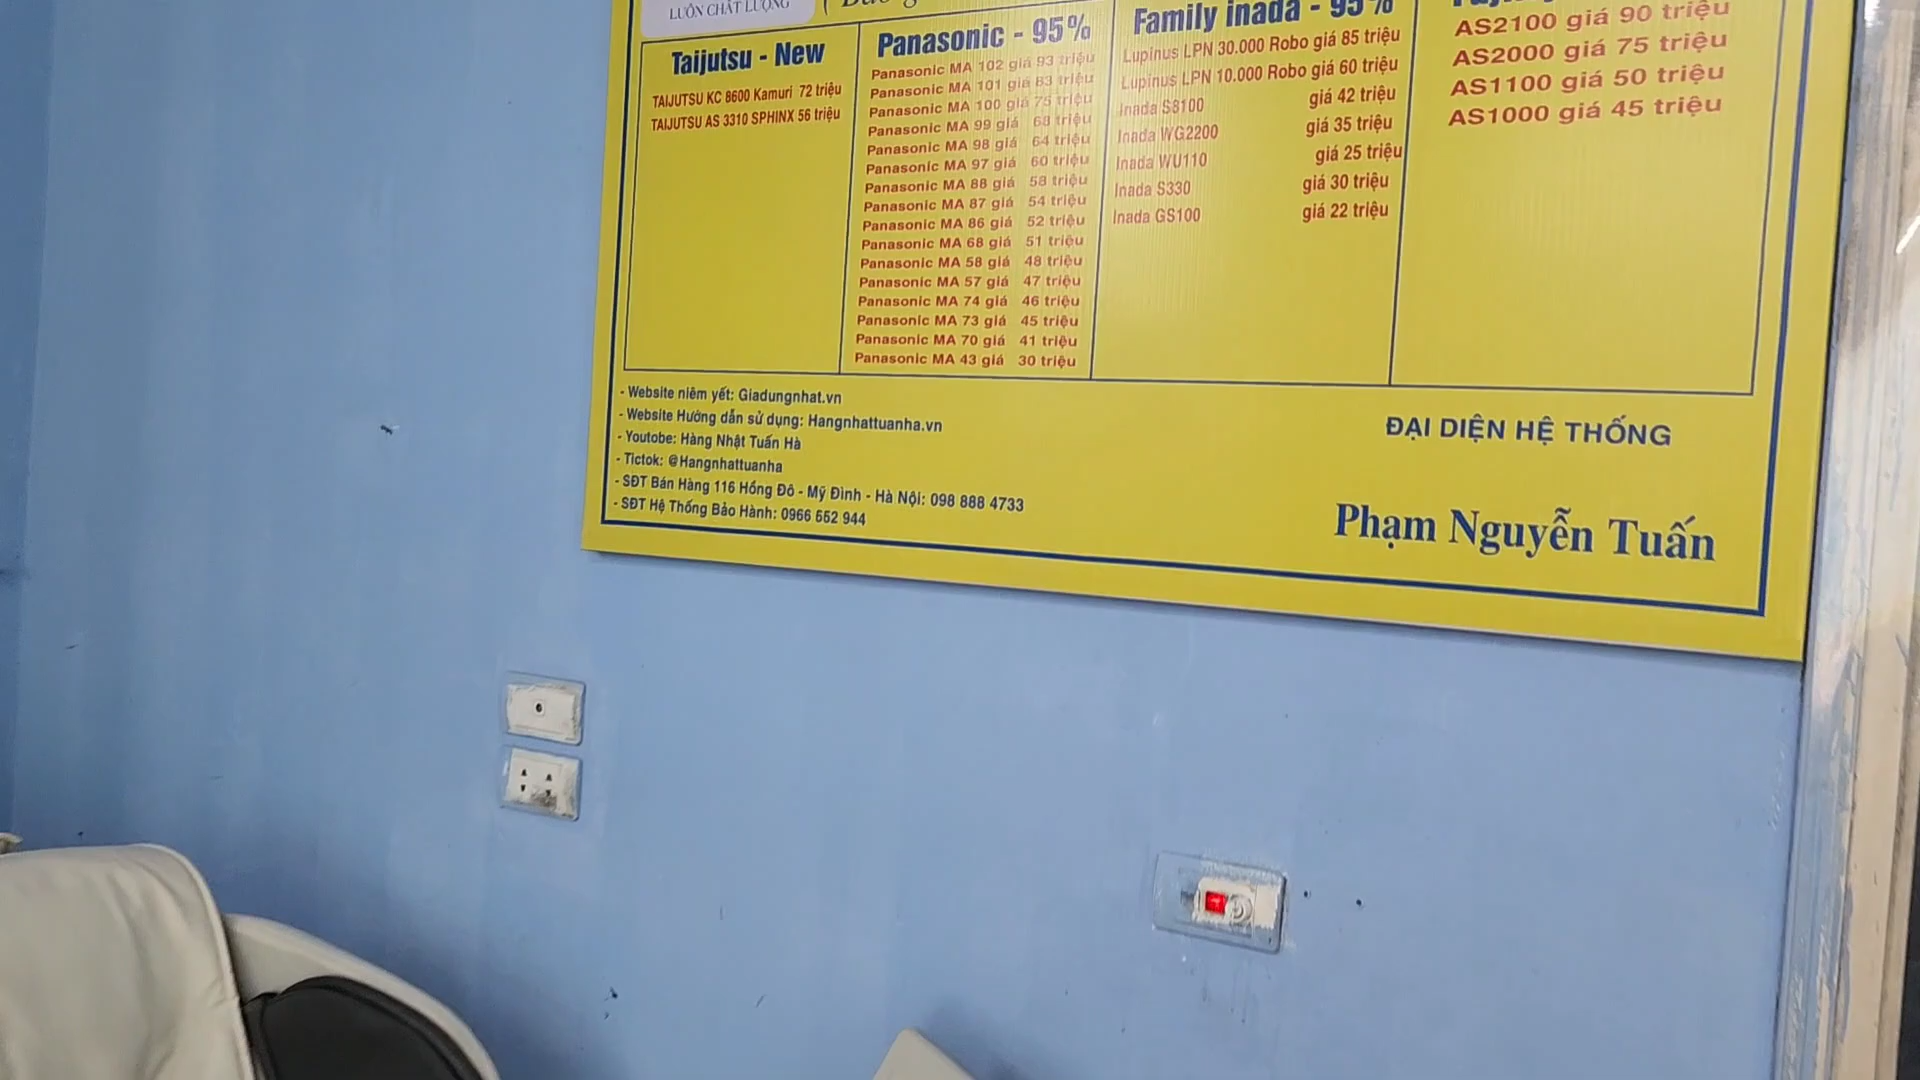 LUÔN CHẤT LƯỢNG
Taijutsu - New
TAIJUTSU KC 8600 Kamuri 72 triệu
TAIJUTSU AS 3310 SPHINX 56 triệu
Panasonic - 95%
Panasonic MA 102 giá 93 triệu
Panasonic MA 101 giá 83 triệu
Panasonic MA 100 giá 75 triệu
Panasonic MA 99 giá 68 triệu
Panasonic MA 98 giá 64 triệu
Panasonic MA 97 giá 60 triệu
Panasonic MA 88 giá 58 triệu
Panasonic MA 87 giá 54 triệu
Panasonic MA 86 giá 52 triệu
Panasonic MA 68 giá 51 triệu
Panasonic MA 58 giá 48 triệu
Panasonic MA 57 giá 47 triệu
Panasonic MA 74 giá 46 triệu
Panasonic MA 73 giá 45 triệu
Panasonic MA 70 giá 41 triệu
Panasonic MA 43 giá 30 triệu
Family inada - 95%
Lupinus LPN 30.000 Robo giá 85 triệu
Lupinus LPN 10.000 Robo giá 60 triệu
Inada S8100 giá 42 triệu
Inada WG2200 giá 35 triệu
Inada WU110 giá 25 triệu
Inada S330 giá 30 triệu
Inada GS100 giá 22 triệu
AS2100 giá 90 triệu
AS2000 giá 75 triệu
AS1100 giá 50 triệu
AS1000 giá 45 triệu
- Website niêm yết: Giadungnhat.vn
- Website Hướng dẫn sử dụng: Hangnhattuanha.vn
- Youtobe: Hàng Nhật Tuấn Hà
- Tictok: @Hangnhattuanha
- SĐT Bán Hàng 116 Hồng Đô - Mỹ Đình - Hà Nội: 098 888 4733
- SĐT Hệ Thống Bảo Hành: 0966 652 944
ĐẠI DIỆN HỆ THỐNG
Phạm Nguyễn Tuấn